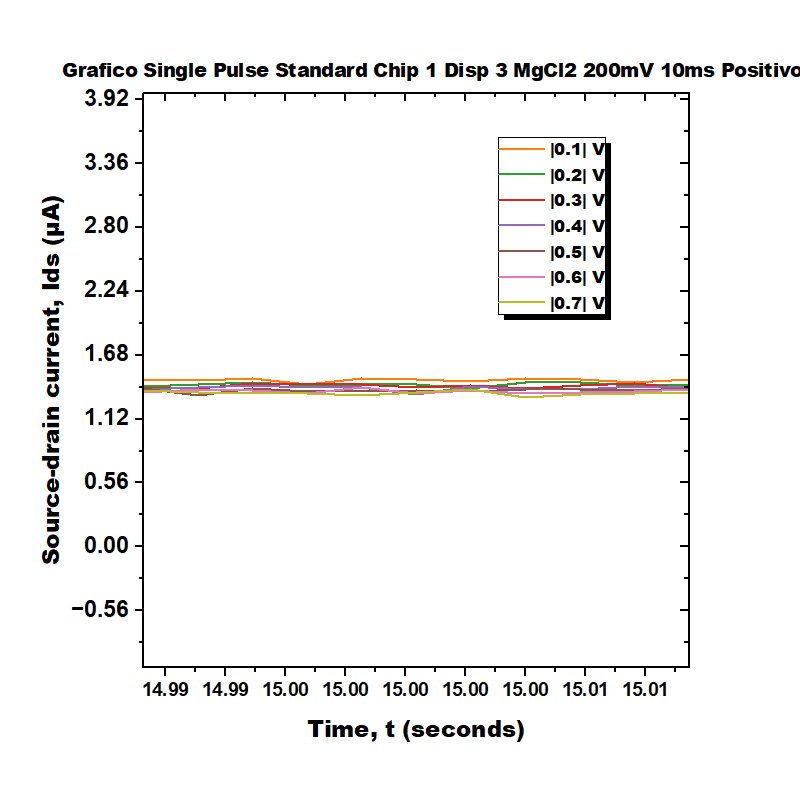 Grafico Single Pulse Standard Chip 1 Disp 3 MgCl2 200mV 10ms Positivo
3.92
3.36
2.80
2.24
1.68
1.12
0.56
0.00
−0.56
Source-drain current, Ids (µA)
|0.1| V
|0.2| V
|0.3| V
|0.4| V
|0.5| V
|0.6| V
|0.7| V
14.99 14.99 15.00 15.00 15.00 15.00 15.00 15.01 15.01
Time, t (seconds)